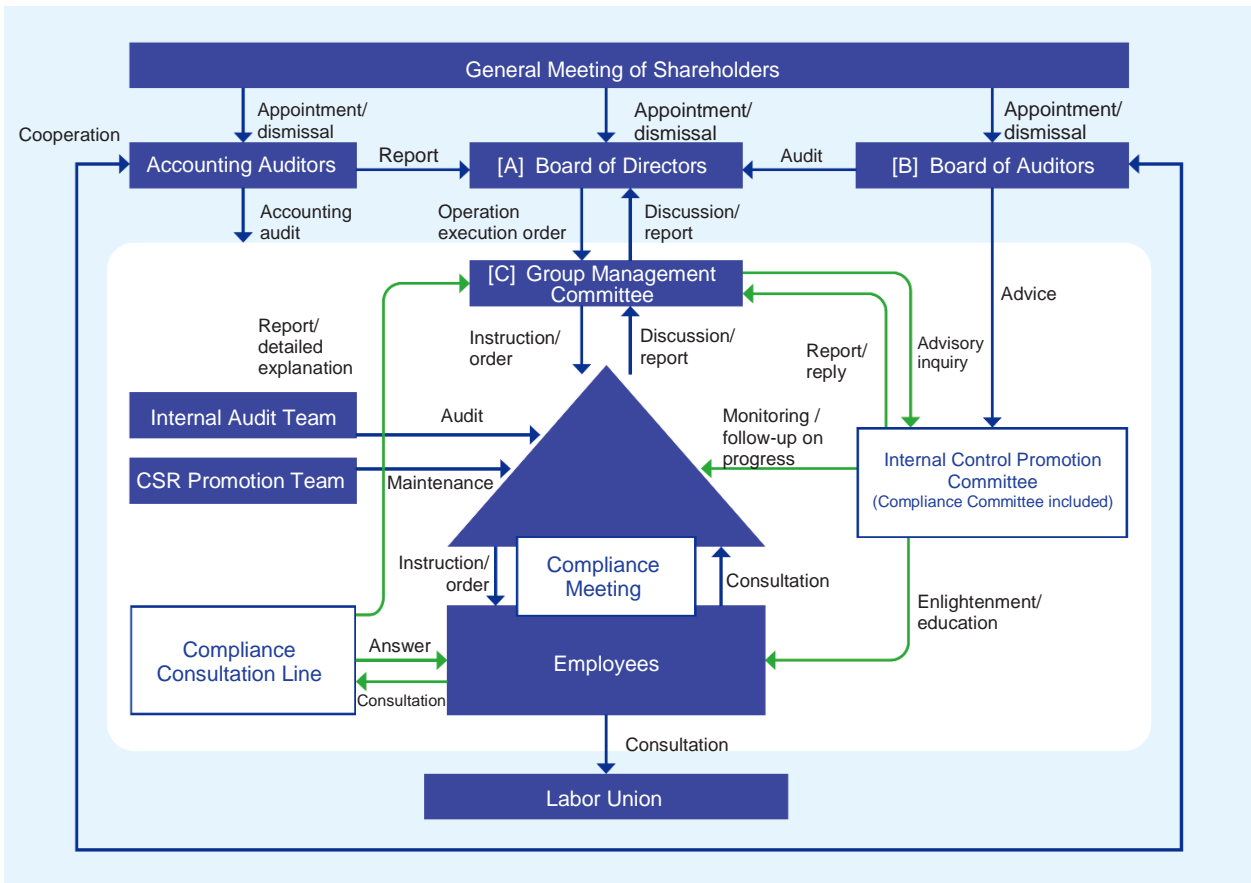 General Meeting of Shareholders
Cooperation
Appointment/
dismissal
Appointment/
dismissal
Appointment/
dismissal
Accounting Auditors
Report
[A] Board of Directors
Audit
[B] Board of Auditors
Accounting
audit
Operation
execution order
Discussion/
report
[C] Group Management
Committee
Advice
Report/
detailed
explanation
Instruction/
order
Discussion/
report
Report/
reply
Advisory
inquiry
Internal Audit Team
Audit
Monitoring /
follow-up on
progress
CSR Promotion Team
Maintenance
Internal Control Promotion
Committee
(Compliance Committee included)
Instruction/
order
Compliance
Meeting
Consultation
Enlightenment/
education
Compliance
Consultation Line
Answer
Consultation
Employees
Consultation
Labor Union